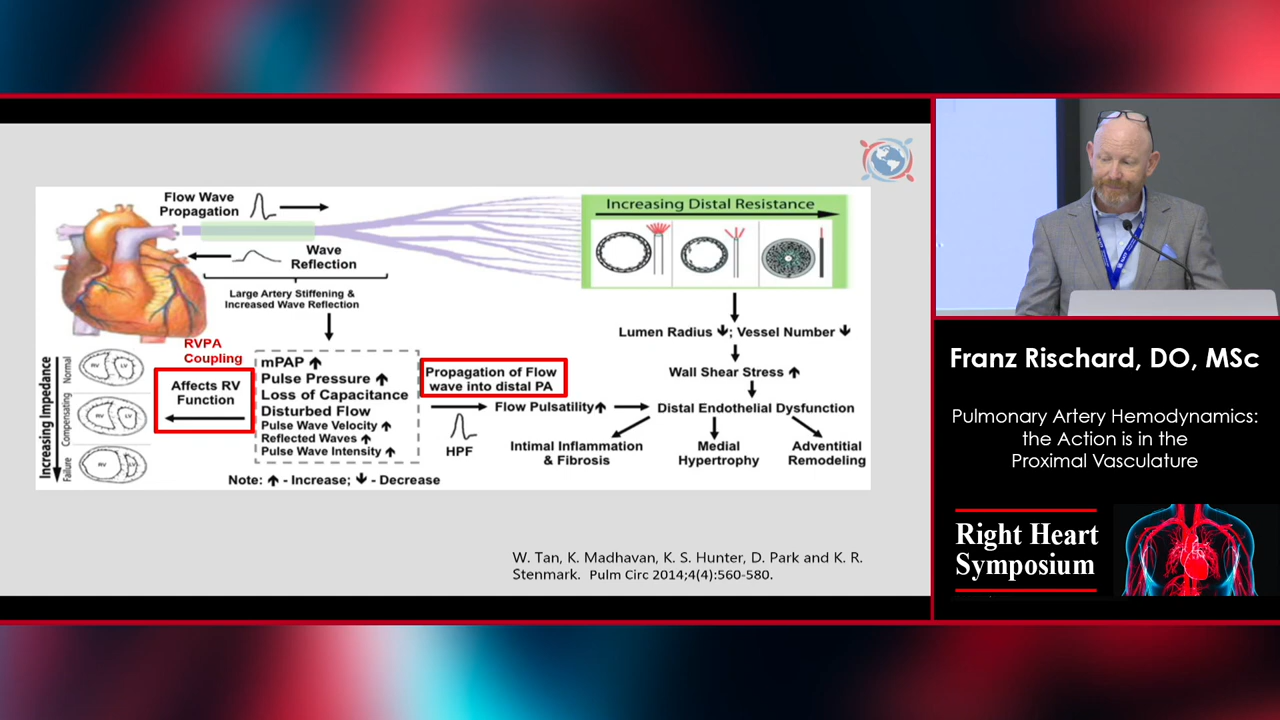 Flow Wave
Propagation
Wave
Reflection
Large Artery Stiffening &
Increased Wave Reflection
Increasing Distal Resistance
Lumen Radius ↓; Vessel Number ↓
Wall Shear Stress ↑
Distal Endothelial Dysfunction
Intimal Inflammation
& Fibrosis
Medial
Hypertrophy
Adventitial
Remodeling
RVPA
Coupling
Affects RV
Function
mPAP ↑
Pulse Pressure ↑
Loss of Capacitance
Disturbed Flow
Pulse Wave Velocity ↑
Reflected Waves ↑
Pulse Wave Intensity ↑
Propagation of Flow
wave into distal PA
Flow Pulsatility↑
HPF
Increasing Impedance
Normal
Compensating
Failure
RV
LV
RV
LV
RV
LV
Note: ↑ - Increase; ↓ - Decrease
W. Tan, K. Madhavan, K. S. Hunter, D. Park and K. R.
Stenmark. Pulm Circ 2014;4(4):560-580.
Franz Rischard, DO, MSc
Pulmonary Artery Hemodynamics:
the Action is in the
Proximal Vasculature
Right Heart
Symposium